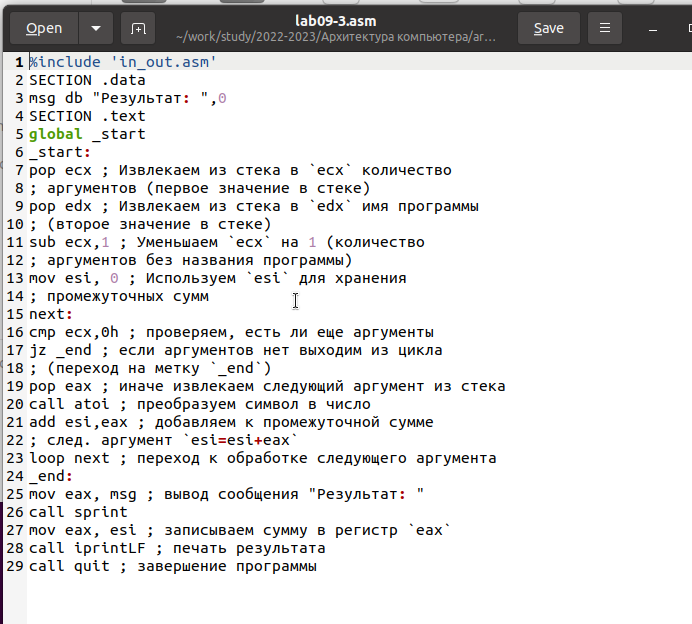 Open
lab09-3.asm
~/work/study/2022-2023/Архитектура компьютера/аг...
Save
1 %include 'in_out.asm'
2 SECTION .data
3 msg db "Результат: ",0
4 SECTION .text
5 global _start
6 _start:
7 pop ecx ; Извлекаем из стека в `ecx` количество
8 ; аргументов (первое значение в стеке)
9 pop edx ; Извлекаем из стека в `edx` имя программы
10 ; (второе значение в стеке)
11 sub ecx,1 ; Уменьшаем `ecx` на 1 (количество
12 ; аргументов без названия программы)
13 mov esi, 0 ; Используем `esi` для хранения
14 ; промежуточных сумм
15 next:
16 cmp ecx,0h ; проверяем, есть ли еще аргументы
17 jz _end ; если аргументов нет выходим из цикла
18 ; (переход на метку `_end`)
19 pop eax ; иначе извлекаем следующий аргумент из стека
20 call atoi ; преобразуем символ в число
21 add esi,eax ; добавляем к промежуточной сумме
22 ; след. аргумент `esi=esi+eax`
23 loop next ; переход к обработке следующего аргумента
24 _end:
25 mov eax, msg ; вывод сообщения "Результат: "
26 call sprint
27 mov eax, esi ; записываем сумму в регистр `eax`
28 call iprintLF ; печать результата
29 call quit ; завершение программы